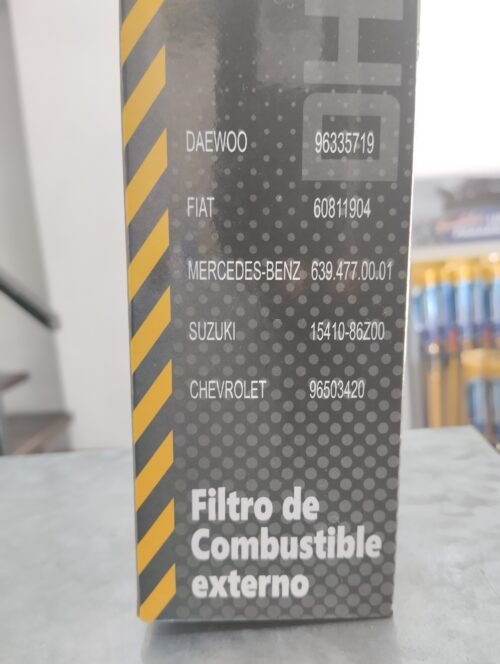 DH
DAEWOO 96335719
FIAT 60811904
MERCEDES-BENZ 639.477.00.01
SUZUKI 15410-86Z00
CHEVROLET 96503420
Filtro de
Combustible
externo